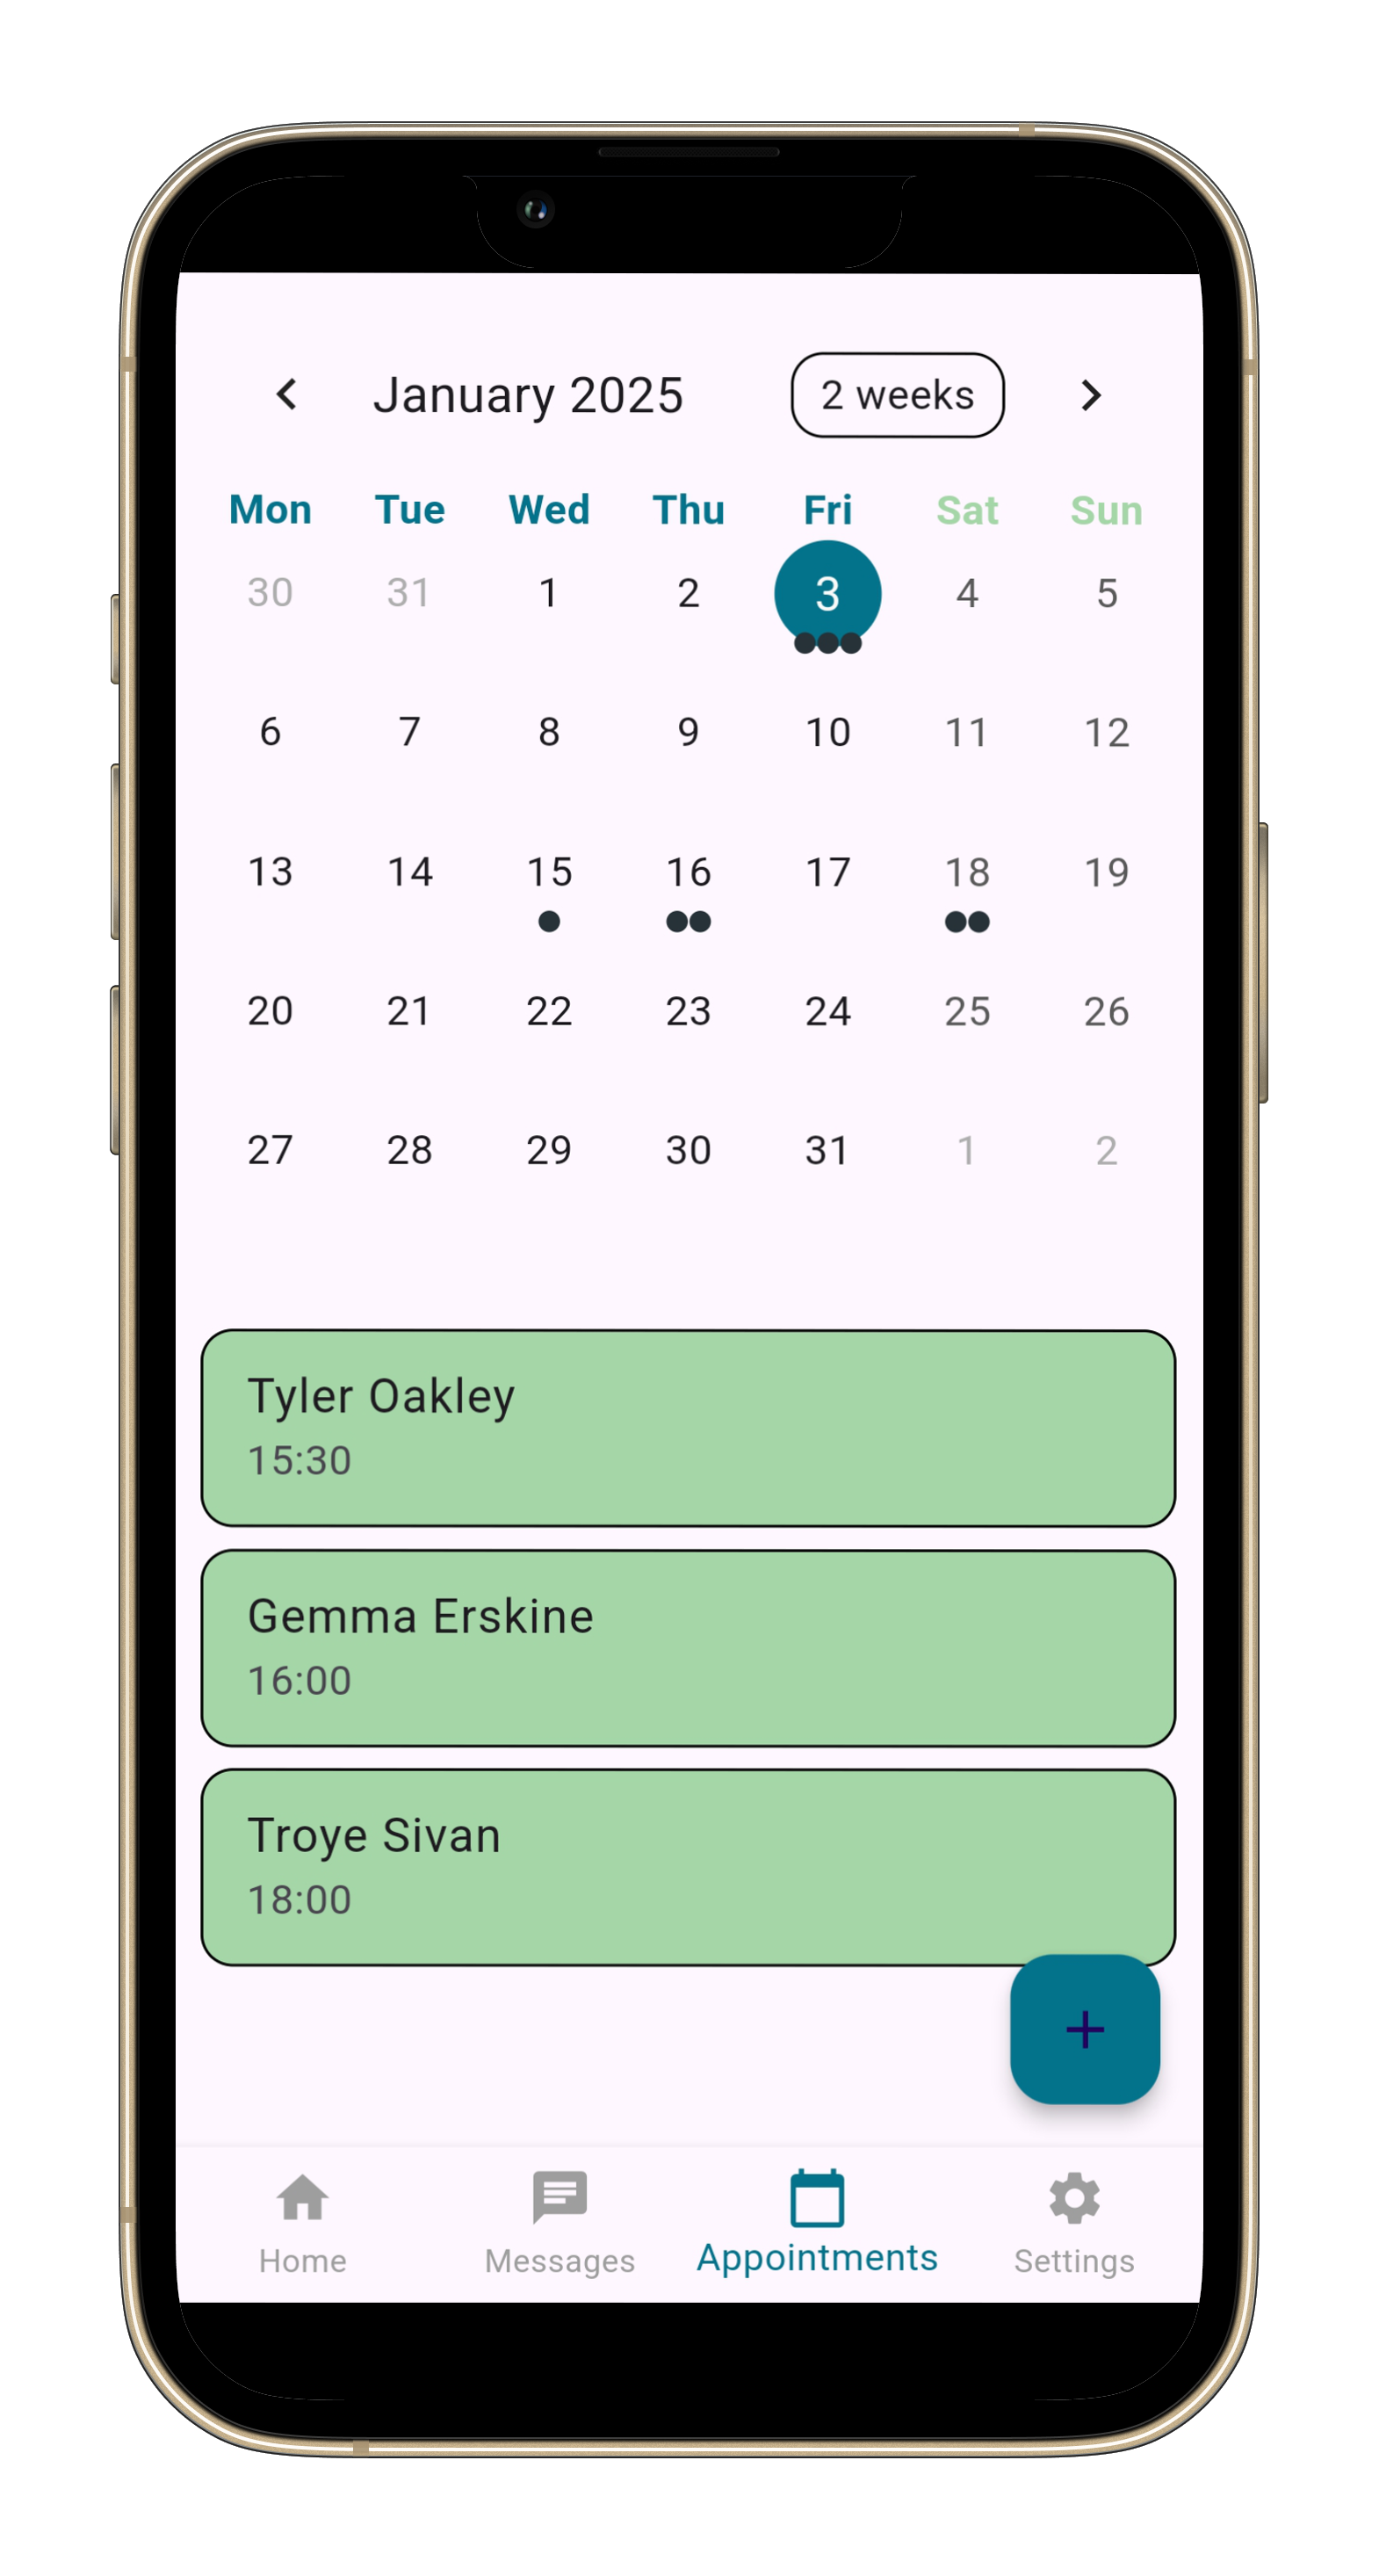 January 2025 2 weeks
Mon Tue Wed Thu Fri Sat Sun
30 31 1 2 3 4 5
6 7 8 9 10 11 12
13 14 15 16 17 18 19
20 21 22 23 24 25 26
27 28 29 30 31 1 2
Tyler Oakley
15:30
Gemma Erskine
16:00
Troye Sivan
18:00
+
Home Messages Appointments Settings